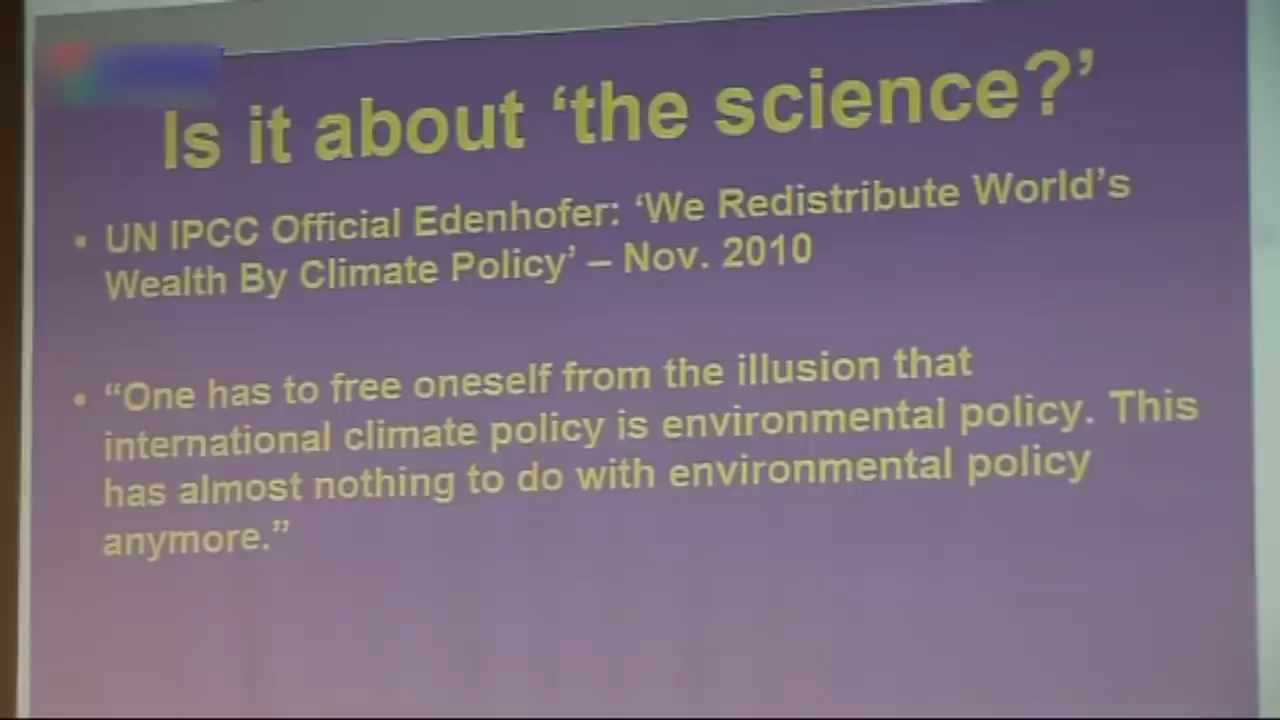 Is it about ‘the science?’
• UN IPCC Official Edenhofer: ‘We Redistribute World’s
Wealth By Climate Policy’ – Nov. 2010
• “One has to free oneself from the illusion that
international climate policy is environmental policy. This
has almost nothing to do with environmental policy
anymore.”